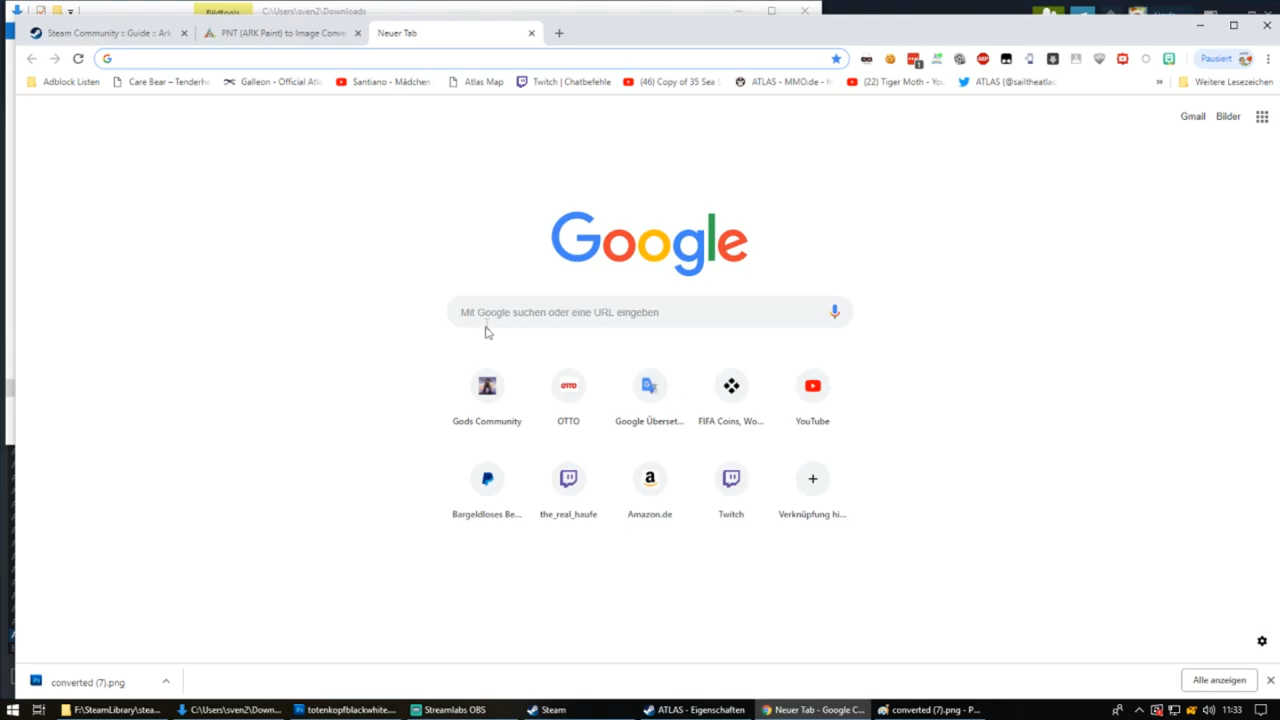 Bildtools C:\Users\sven2\Downloads
Steam Community :: Guide :: Ark
PNT (ARK Paint) to Image Conve
Neuer Tab
Pausiert
Adblock Listen
Care Bear – Tenderhe
Galleon - Official Atla
Santiano - Mädchen
Atlas Map
Twitch | Chatbefehle
(46) Copy of 35 Sea S
ATLAS - MMO.de - h
(22) Tiger Moth - You
ATLAS (@sailtheatlas
»
Weitere Lesezeichen
Gmail Bilder
Google
Mit Google suchen oder eine URL eingeben
Gods Community
OTTO
Google Überset...
FIFA Coins, Wo...
YouTube
Bargeldloses Be...
the_real_haufe
Amazon.de
Twitch
Verknüpfung hi...
converted (7).png
Alle anzeigen
F:\SteamLibrary\stea...
C:\Users\sven2\Down...
totenkopfblackwhite....
Streamlabs OBS
Steam
ATLAS - Eigenschaften
Neuer Tab - Google C...
converted (7).png - P...
11:33